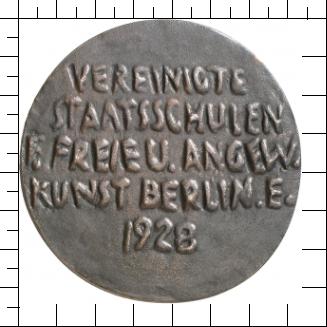 VEREINIGTE
STAATSSCHULEN
F. FREIE U. ANGEW.
KUNST BERLIN. E.
1928